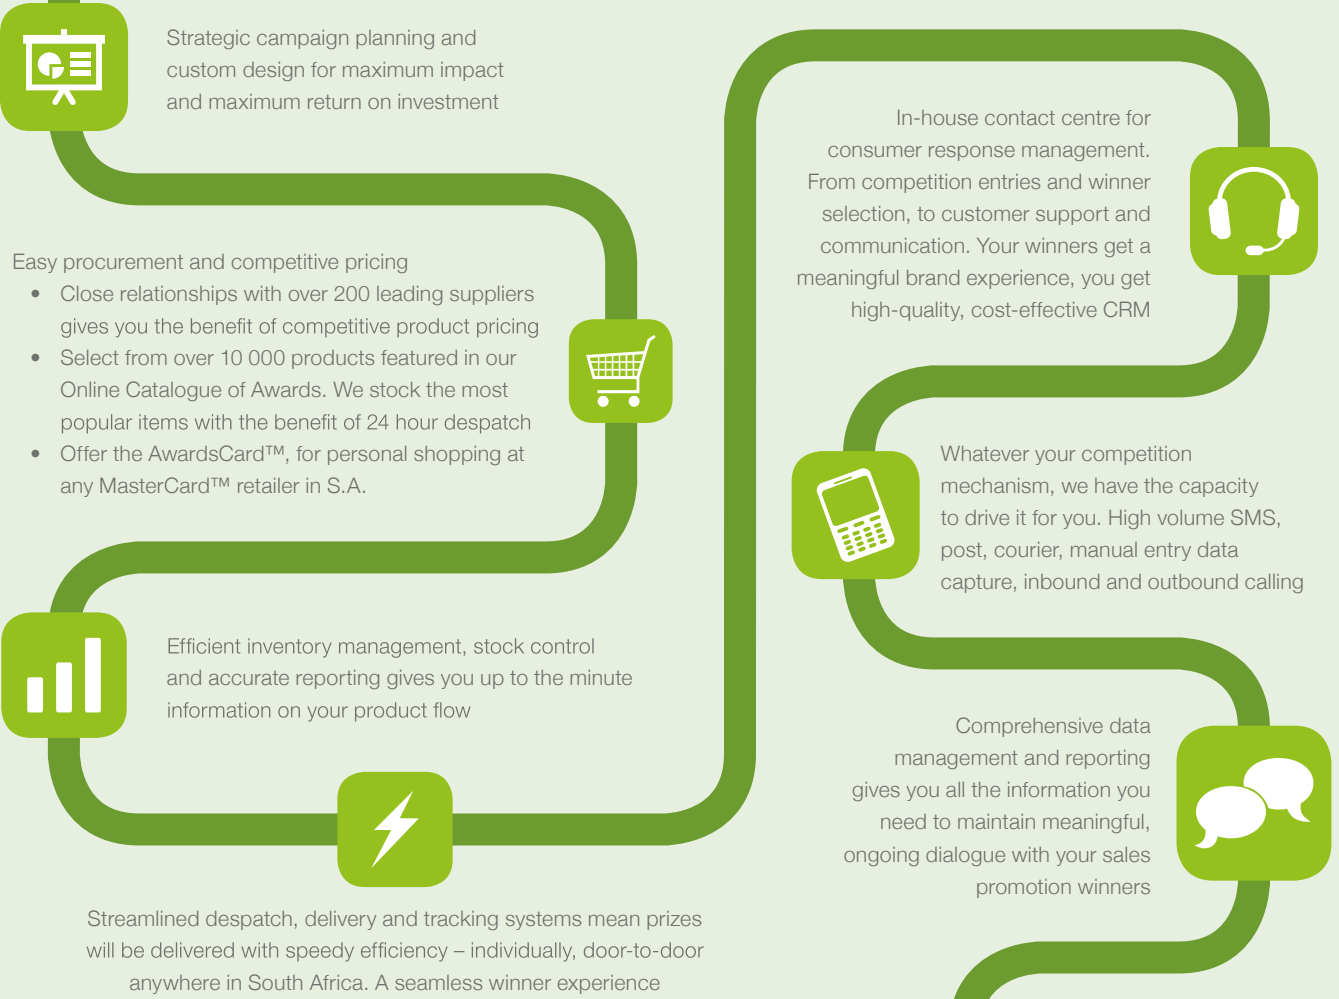 Strategic campaign planning and
custom design for maximum impact
and maximum return on investment
Easy procurement and competitive pricing
• Close relationships with over 200 leading suppliers
gives you the benefit of competitive product pricing
• Select from over 10 000 products featured in our
Online Catalogue of Awards. We stock the most
popular items with the benefit of 24 hour despatch
• Offer the AwardsCard™, for personal shopping at
any MasterCard™ retailer in S.A.
Efficient inventory management, stock control
and accurate reporting gives you up to the minute
information on your product flow
Streamlined despatch, delivery and tracking systems mean prizes
will be delivered with speedy efficiency – individually, door-to-door
anywhere in South Africa. A seamless winner experience
In-house contact centre for
consumer response management.
From competition entries and winner
selection, to customer support and
communication. Your winners get a
meaningful brand experience, you get
high-quality, cost-effective CRM
Whatever your competition
mechanism, we have the capacity
to drive it for you. High volume SMS,
post, courier, manual entry data
capture, inbound and outbound calling
Comprehensive data
management and reporting
gives you all the information you
need to maintain meaningful,
ongoing dialogue with your sales
promotion winners